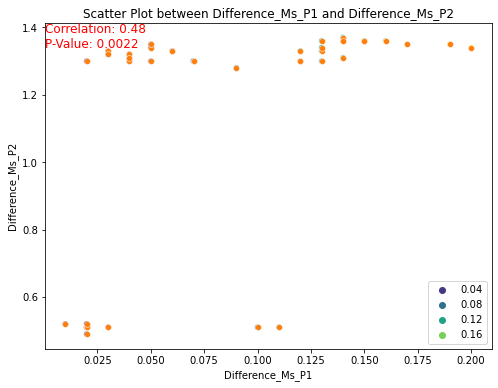 Scatter Plot between Difference_Ms_P1 and Difference_Ms_P2
Correlation: 0.48
P-Value: 0.0022
1.4
1.2
1.0
0.8
0.6
Difference_Ms_P2
0.04
0.08
0.12
0.16
0.025 0.050 0.075 0.100 0.125 0.150 0.175 0.200
Difference_Ms_P1